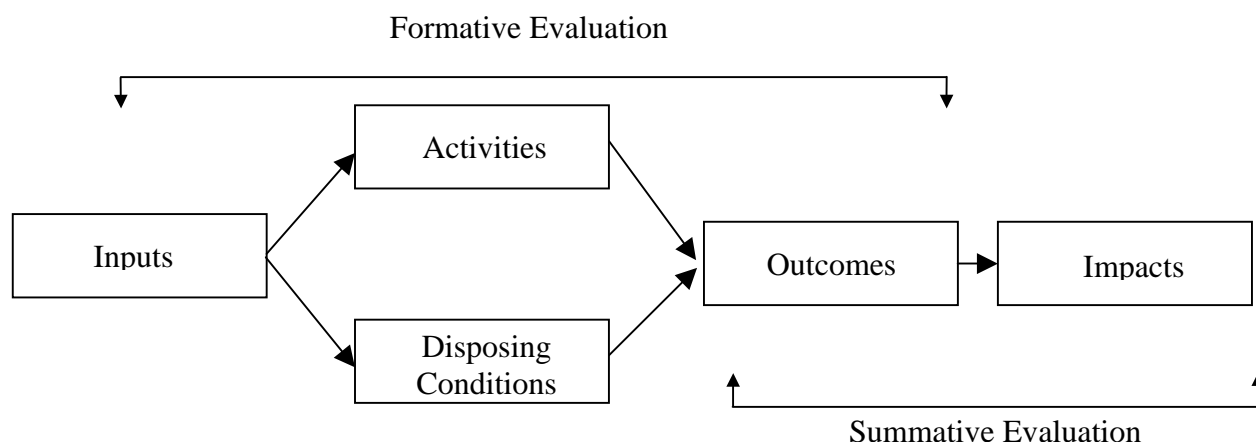 Formative Evaluation
Activities
Inputs
Outcomes
Impacts
Disposing
Conditions
Summative Evaluation